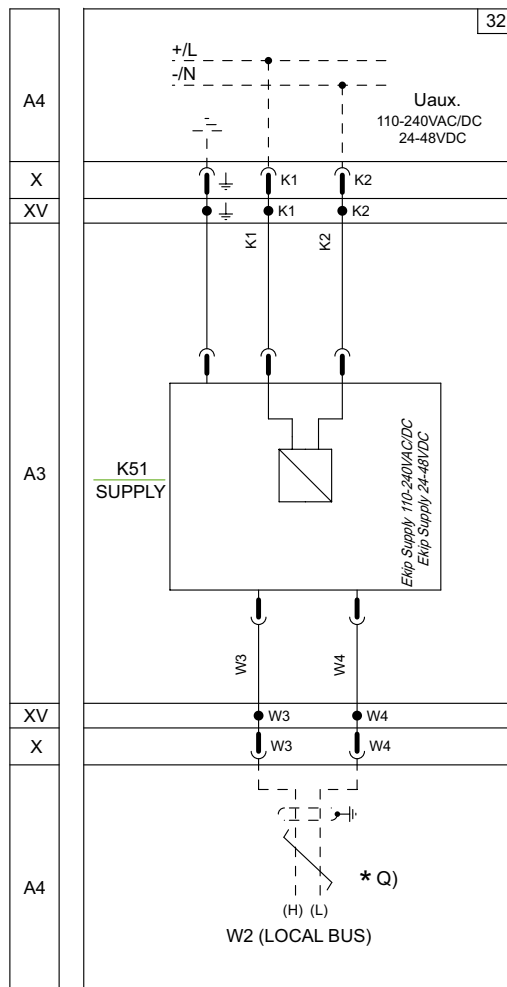 32
+/L
-/N
A4
Uaux.
110-240VAC/DC
24-48VDC
X
K1
K2
XV
K1
K2
K1
K2
A3
K51
SUPPLY
Ekip Supply 110-240VAC/DC
Ekip Supply 24-48VDC
W3
W4
XV
W3
W4
X
W3
W4
A4
* Q)
(H) (L)
W2 (LOCAL BUS)